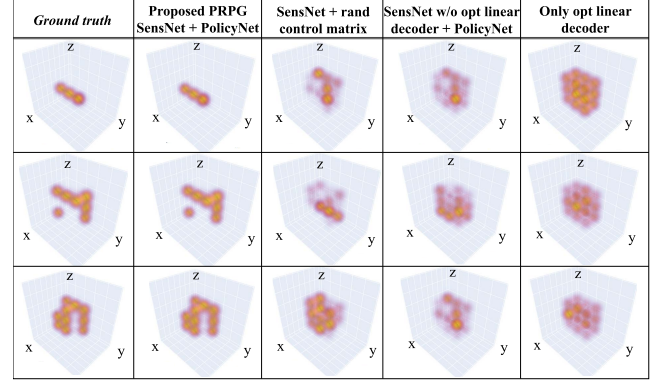 Ground truth
Proposed PRPG
SensNet + PolicyNet
SensNet + rand
control matrix
SensNet w/o opt linear
decoder + PolicyNet
Only opt linear
decoder
z z z z z
x y x y x y x y x y
z z z z z
x y x y x y x y x y
z z z z z
x y x y x y x y x y